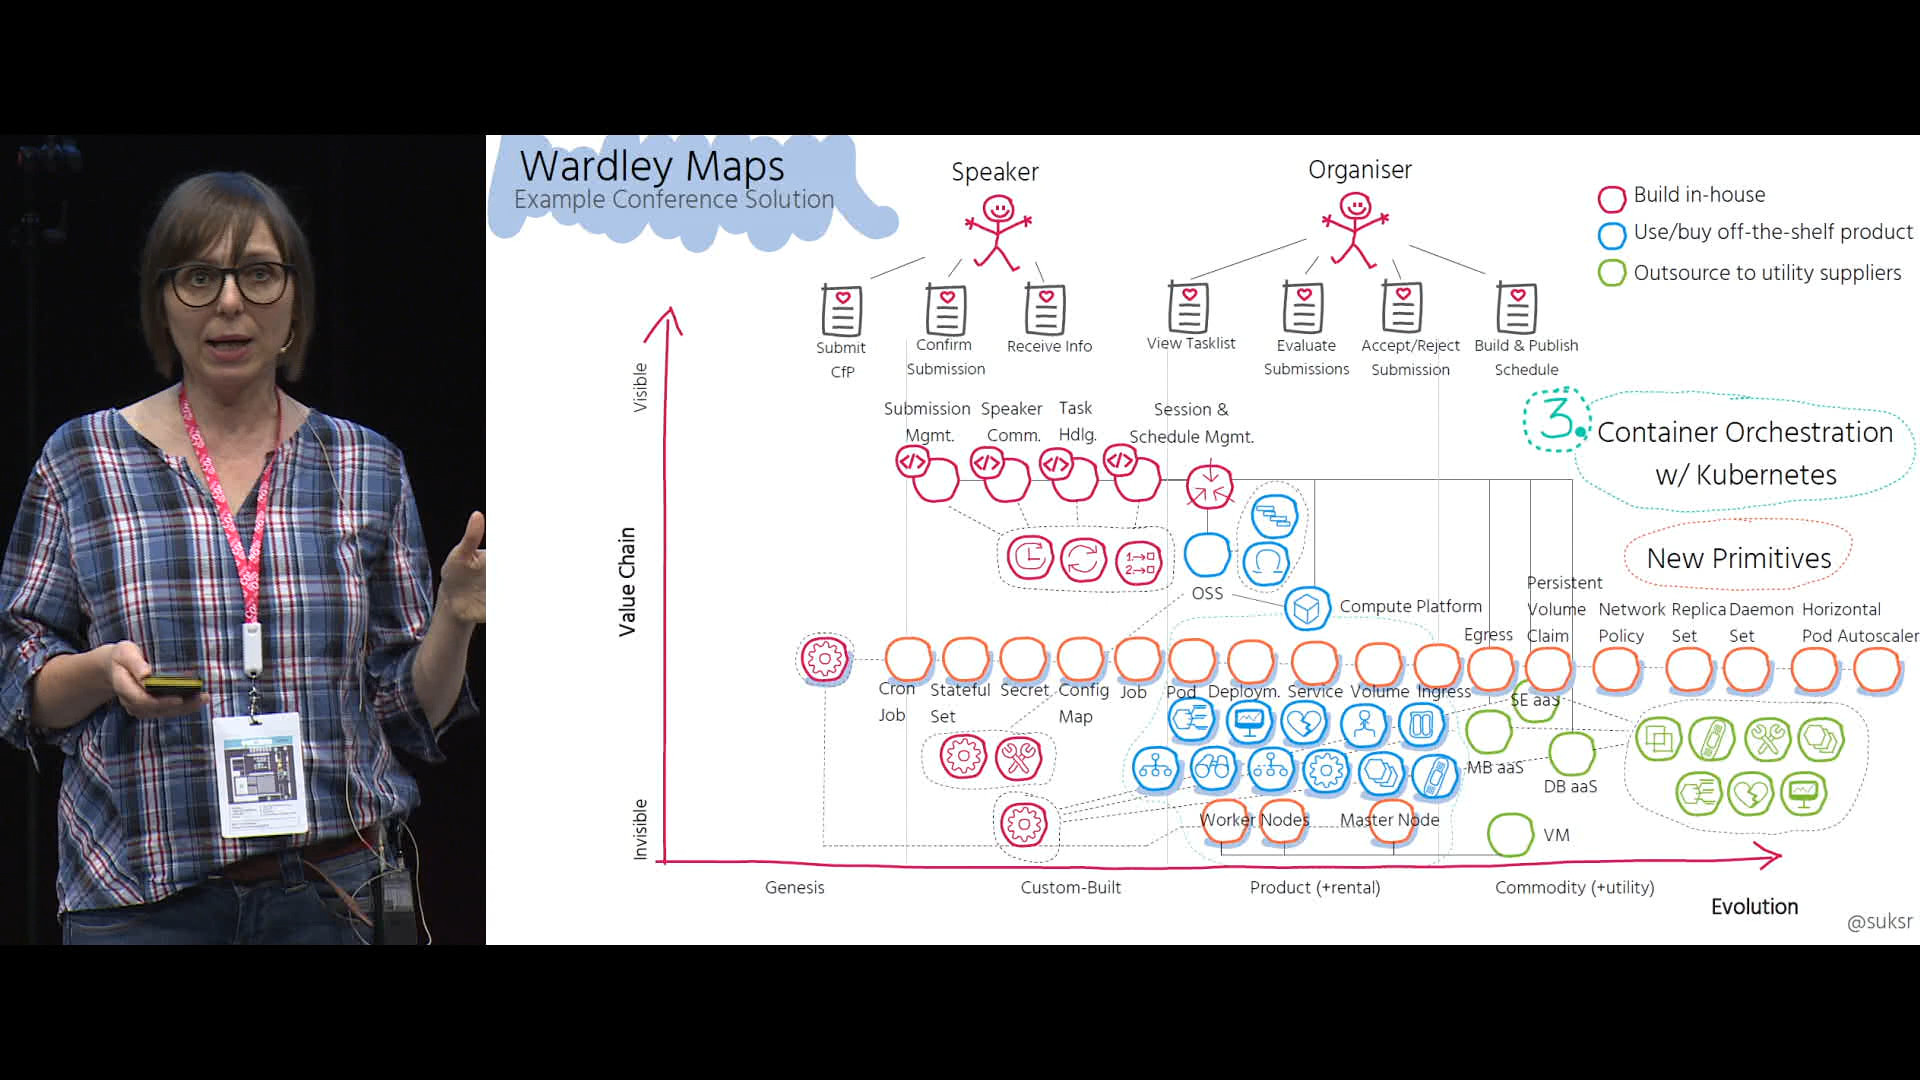 Wardley Maps
Example Conference Solution
Speaker
Organiser
Build in-house
Use/buy off-the-shelf product
Outsource to utility suppliers
Submit
CfP
Confirm
Submission
Receive Info
View Tasklist
Evaluate
Submissions
Accept/Reject
Submission
Build & Publish
Schedule
Visible
Value Chain
Invisible
Submission
Mgmt.
Speaker
Comm.
Task
Hdlg.
Session &
Schedule Mgmt.
3.
Container Orchestration
w/ Kubernetes
New Primitives
</>
</>
</>
</>
1.→□
2.→□
OSS
Compute Platform
Egress
Persistent
Volume
Claim
Network
Policy
Replica
Set
Daemon
Set
Horizontal
Pod Autoscaler
Cron
Job
Stateful
Set
Secret
Config
Map
Job
Pod
Deploym.
Service
Volume
Ingress
SE aaS
MB aaS
DB aaS
Worker Nodes
Master Node
VM
Genesis
Custom-Built
Product (+rental)
Commodity (+utility)
Evolution
@suksr